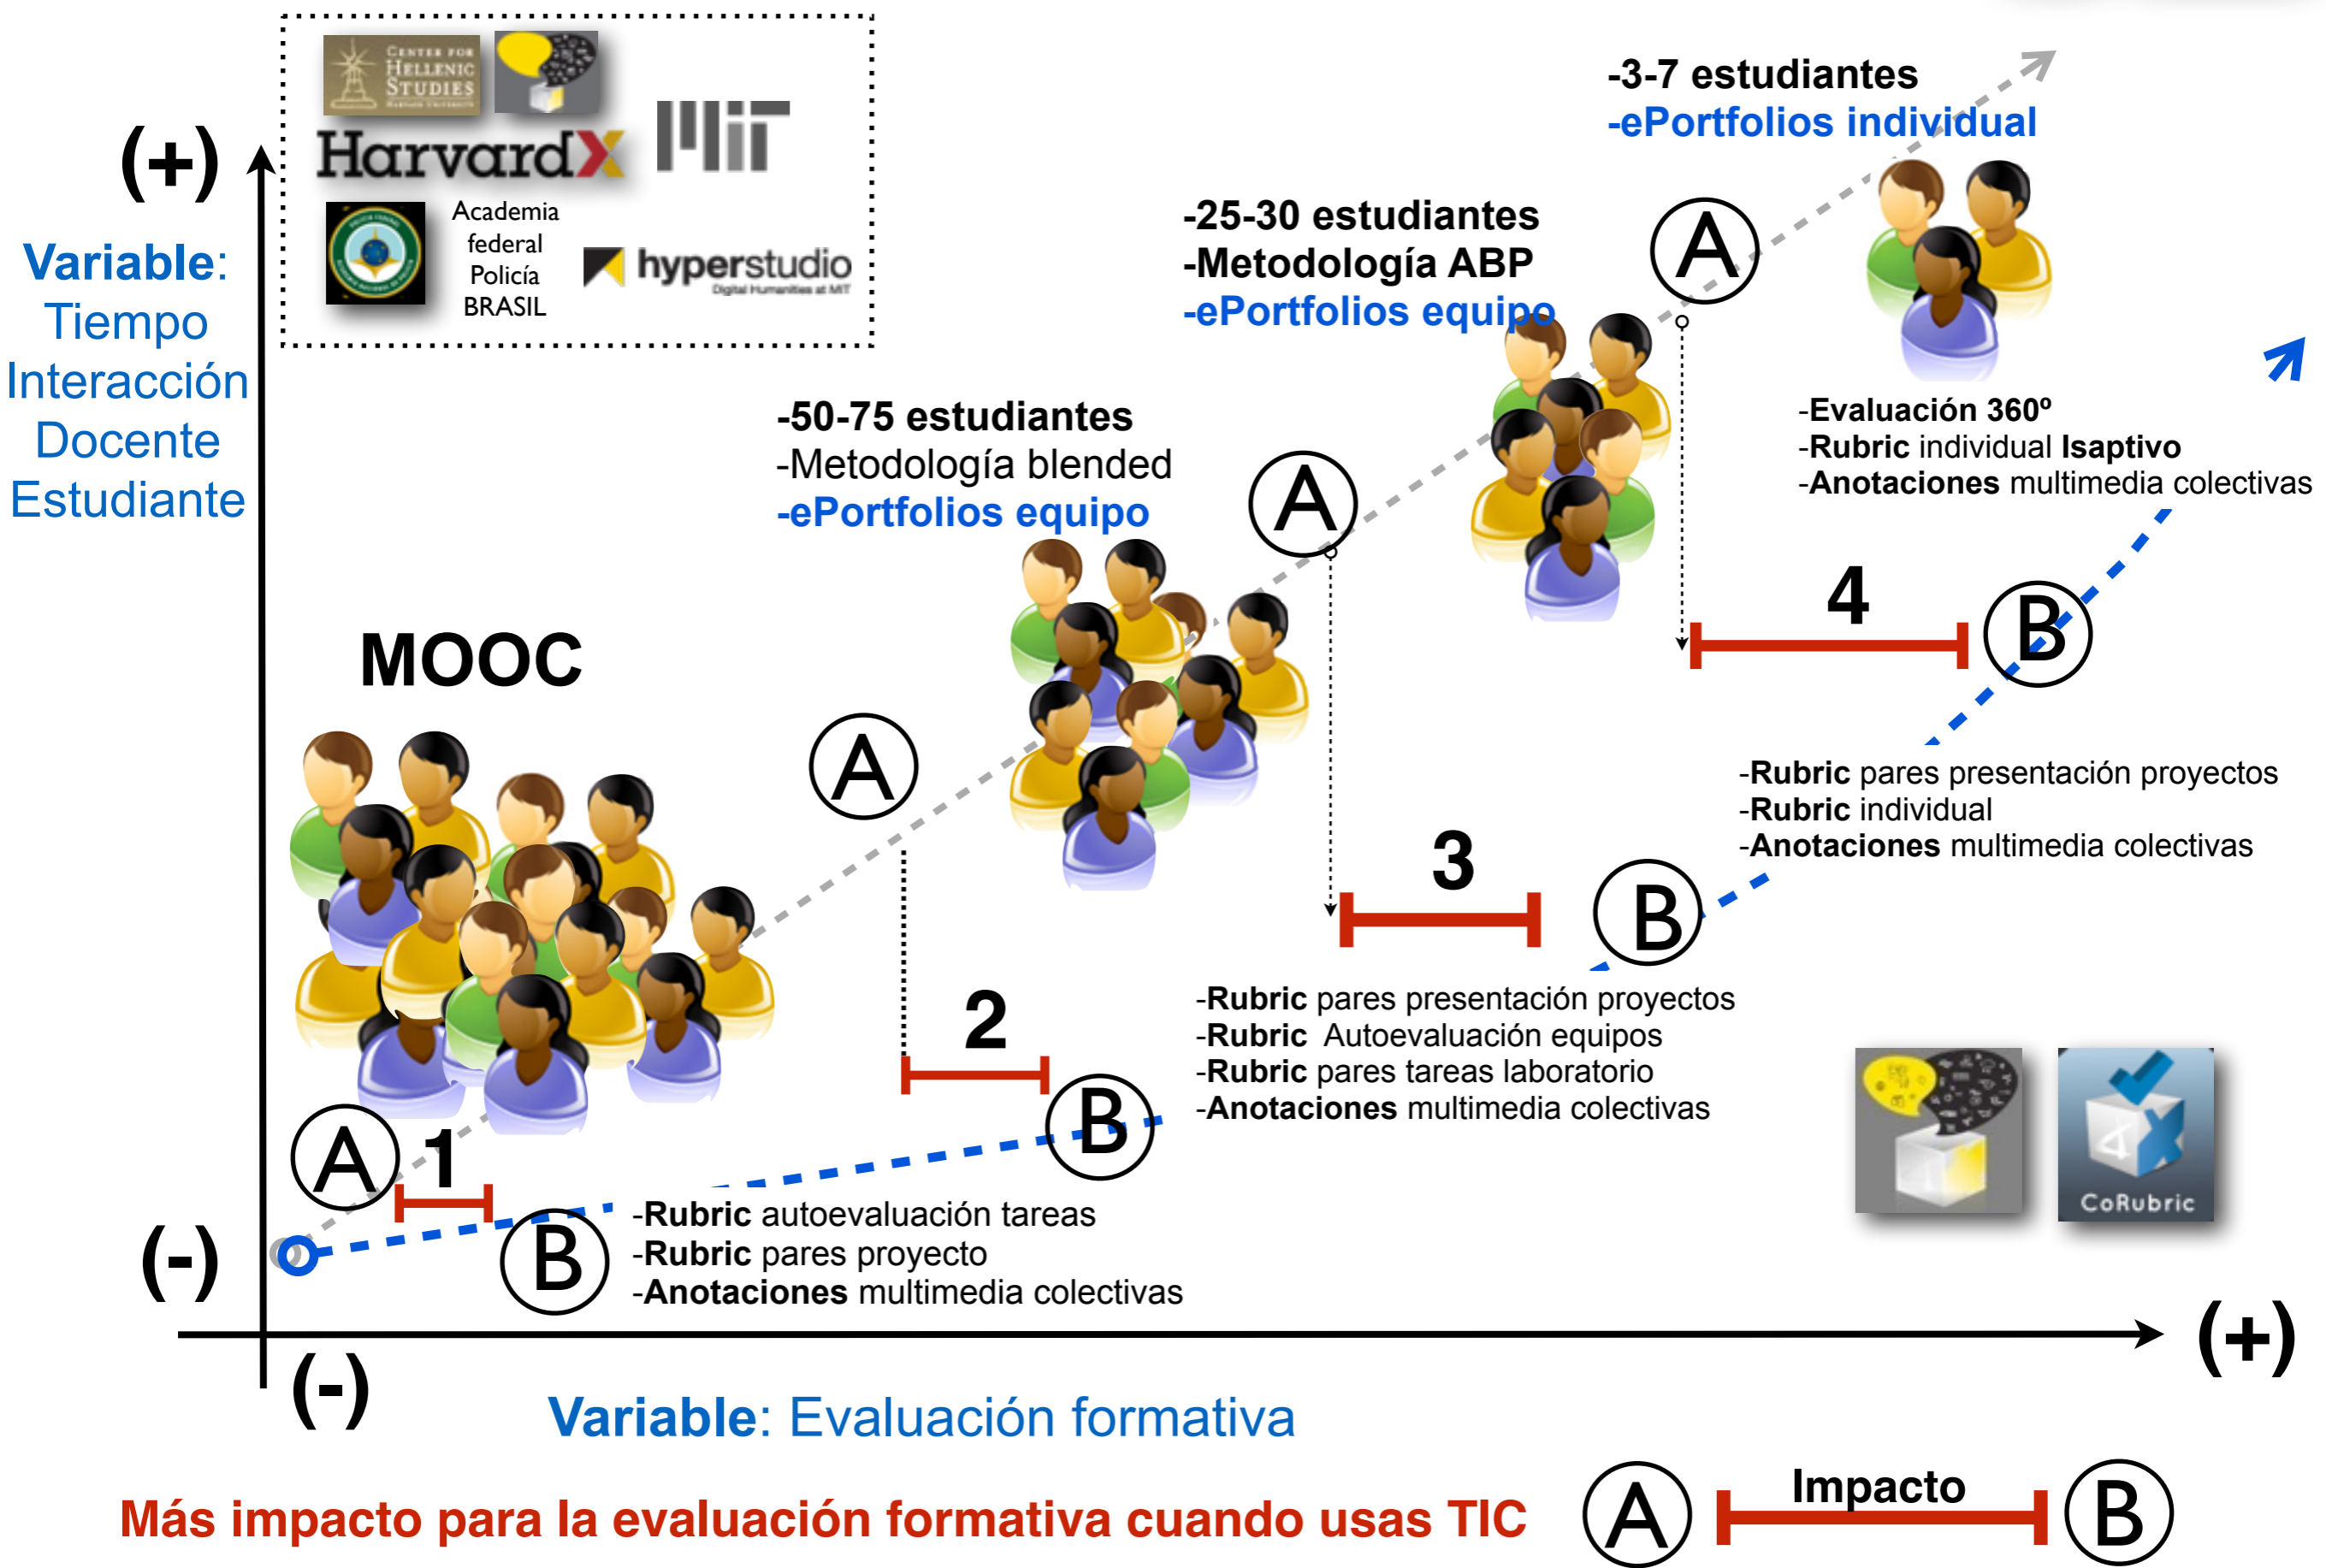 CENTER FOR
HELLENIC
STUDIES
HARVARD UNIVERSITY
HarvardX
MIT
Academia
federal
Policía
BRASIL
hyperstudio
Digital Humanities at MIT
(+)
Variable:
Tiempo
Interacción
Docente
Estudiante
(-)
-3-7 estudiantes
-ePortfolios individual
-25-30 estudiantes
-Metodología ABP
-ePortfolios equipo
-50-75 estudiantes
-Metodología blended
-ePortfolios equipo
MOOC
A
A
A
A
-Evaluación 360º
-Rubric individual Isaptivo
-Anotaciones multimedia colectivas
4
B
-Rubric pares presentación proyectos
-Rubric individual
-Anotaciones multimedia colectivas
3
B
-Rubric pares presentación proyectos
-Rubric Autoevaluación equipos
-Rubric pares tareas laboratorio
-Anotaciones multimedia colectivas
2
B
1
B
-Rubric autoevaluación tareas
-Rubric pares proyecto
-Anotaciones multimedia colectivas
4
CoRubric
(-)
(+)
Variable: Evaluación formativa
Más impacto para la evaluación formativa cuando usas TIC
A
Impacto
B